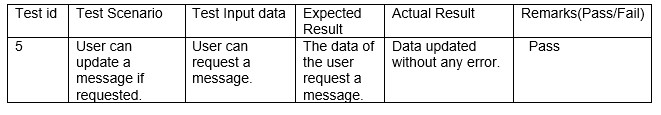 Test id Test Scenario Test Input data Expected Result Actual Result Remarks(Pass/Fail)
5 User can update a message if requested. User can request a message. The data of the user request a message. Data updated without any error. Pass